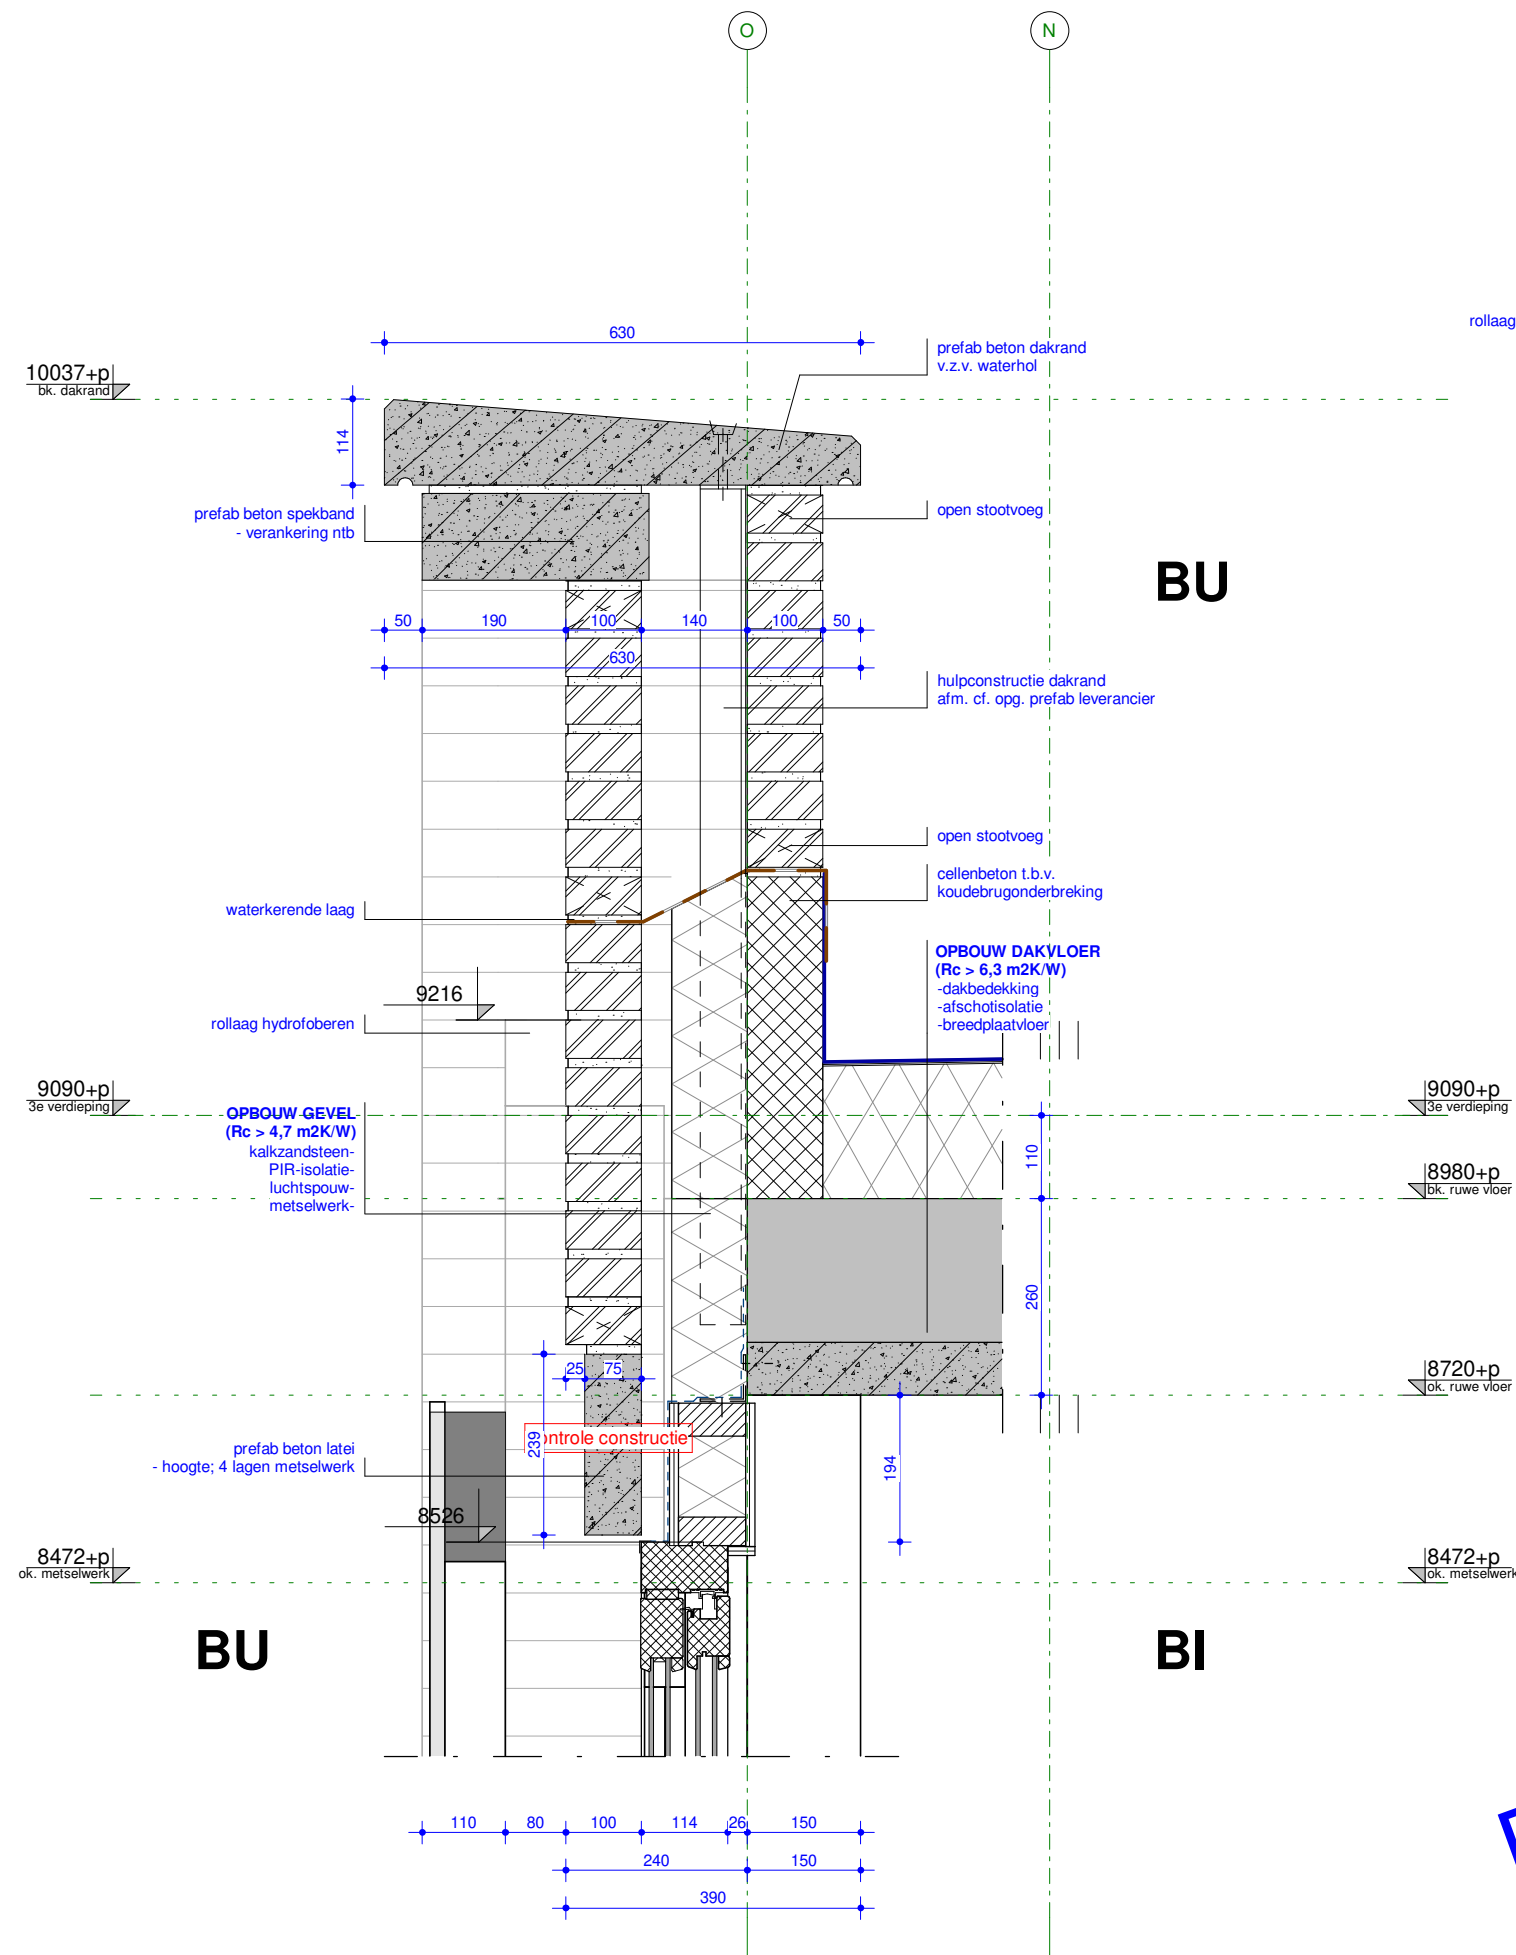 O
N
630
prefab beton dakrand
v.z.v. waterhol
rollaag
10037+p
bk. dakrand
114
prefab beton spekband
- verankering ntb
open stootvoeg
BU
50
190
100
140
100
50
630
hulpconstructie dakrand
afm. cf. opg. prefab leverancier
open stootvoeg
cellenbeton t.b.v.
koudebrugonderbreking
waterkerende laag
OPBOUW DAKVLOER
(Rc > 6,3 m2K/W)
-dakbedekking
-afschotisolatie
-breedplaatvloer
9216
rollaag hydrofoberen
9090+p
3e verdieping
9090+p
3e verdieping
OPBOUW GEVEL
(Rc > 4,7 m2K/W)
kalkzandsteen-
PIR-isolatie-
luchtspouw-
metselwerk-
110
8980+p
bk. ruwe vloer
260
25
75
8720+p
ok. ruwe vloer
239
ontrole constructie
194
prefab beton latei
- hoogte; 4 lagen metselwerk
8526
8472+p
ok. metselwerk
8472+p
ok. metselwerk
BU
BI
110
80
100
114
26
150
240
150
390